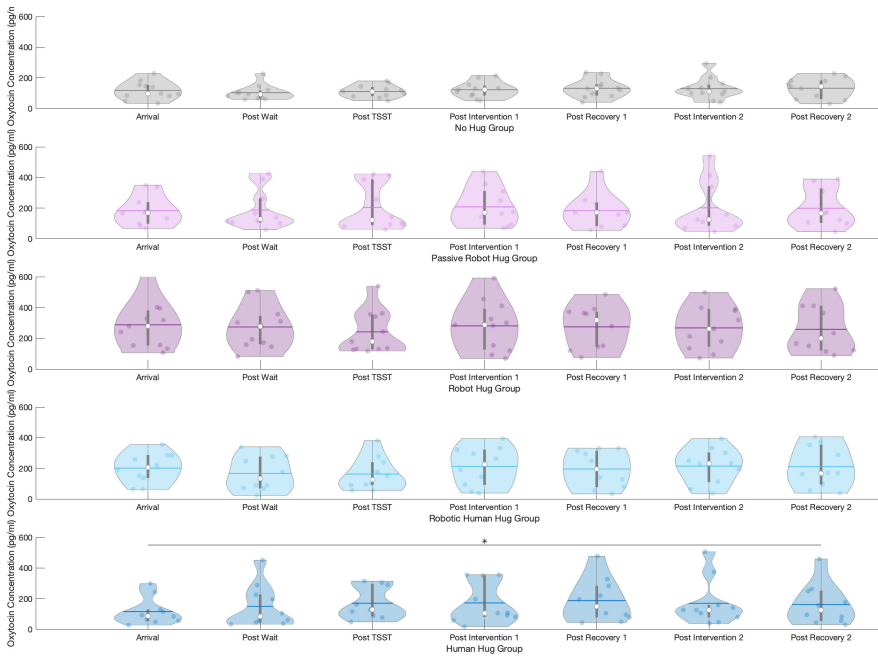 Oxytocin Concentration (pg/n
600
400
200
0
Arrival
Post Wait
Post TSST
Post Intervention 1
Post Recovery 1
Post Intervention 2
Post Recovery 2
No Hug Group
Oxytocin Concentration (pg/ml)
600
400
200
0
Arrival
Post Wait
Post TSST
Post Intervention 1
Post Recovery 1
Post Intervention 2
Post Recovery 2
Passive Robot Hug Group
Oxytocin Concentration (pg/ml)
600
400
200
0
Arrival
Post Wait
Post TSST
Post Intervention 1
Post Recovery 1
Post Intervention 2
Post Recovery 2
Robot Hug Group
Oxytocin Concentration (pg/ml)
600
400
200
0
Arrival
Post Wait
Post TSST
Post Intervention 1
Post Recovery 1
Post Intervention 2
Post Recovery 2
Robotic Human Hug Group
Oxytocin Concentration (pg/ml)
600
400
200
0
*
Arrival
Post Wait
Post TSST
Post Intervention 1
Post Recovery 1
Post Intervention 2
Post Recovery 2
Human Hug Group